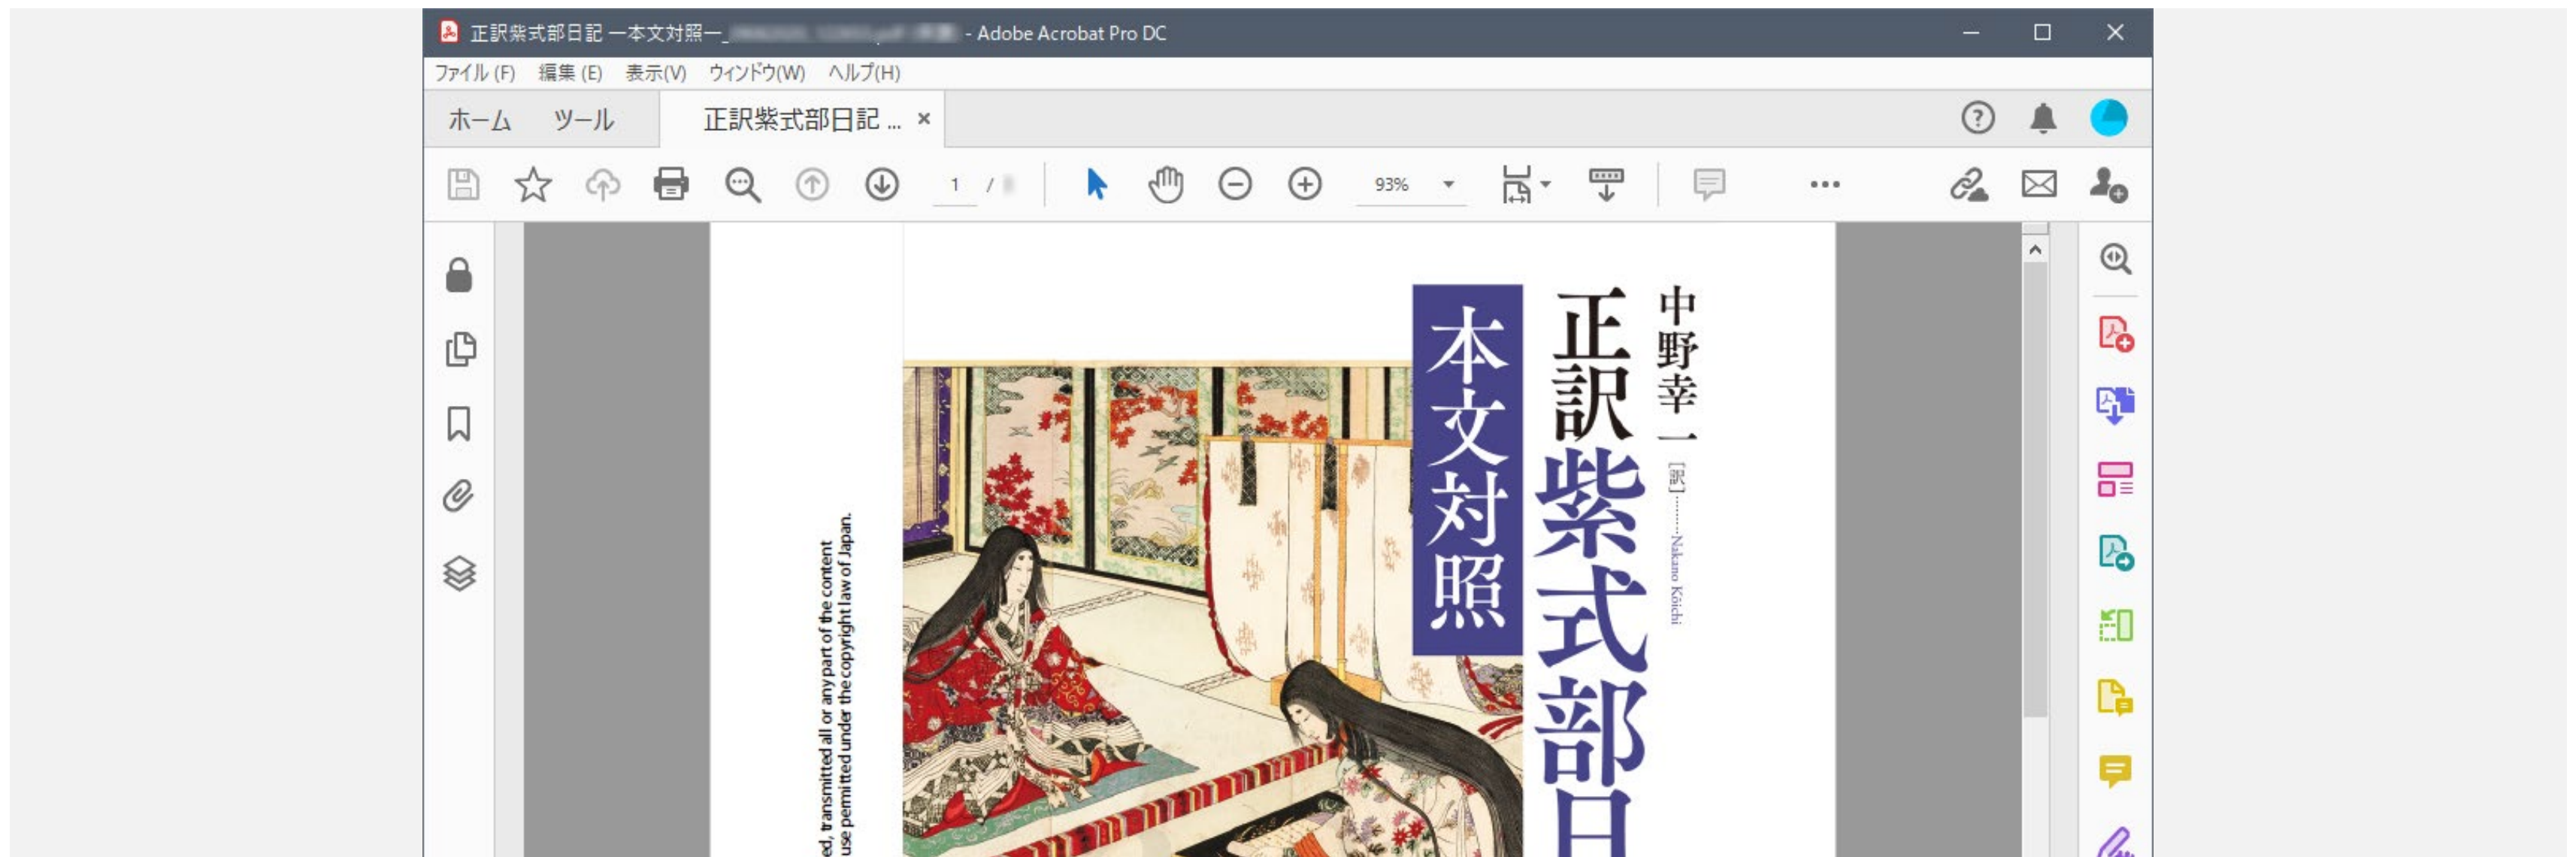 正訳紫式部日記 ー本文対照ー_ - Adobe Acrobat Pro DC
ファイル (F) 編集 (E) 表示(V) ウィンドウ(W) ヘルプ(H)
ホーム ツール 正訳紫式部日記 ... ×
1 / 93%
中野幸一 [訳]………Nakano Kōichi
正訳紫式部日
本文対照
ed, transmitted all or any part of the content
use permitted under the copyright law of Japan.